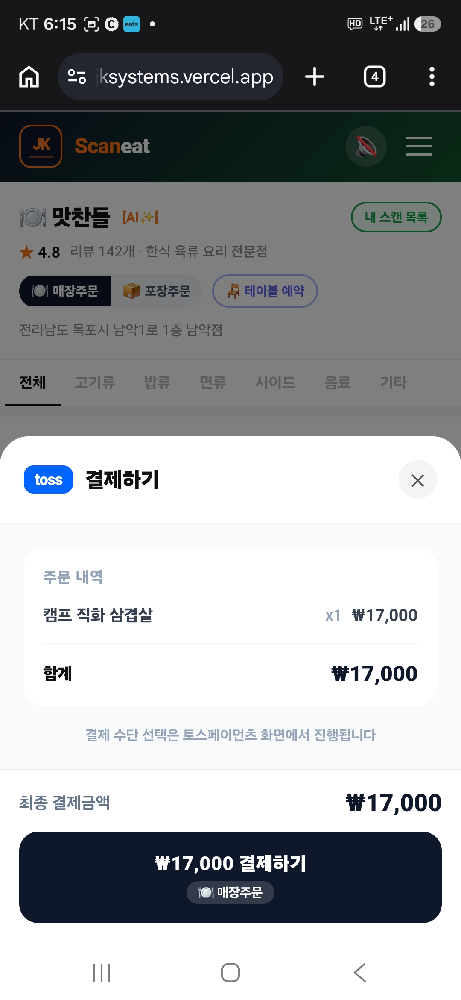 KT 6:15 C eats
HD LTE+ 26
ksystems.vercel.app
4
JK
Scaneat
맛찬들 [AI✨]
내 스캔 목록
★ 4.8 리뷰 142개 · 한식 육류 요리 전문점
매장주문
포장주문
테이블 예약
전라남도 목포시 남악1로 1층 남악점
전체 고기류 밥류 면류 사이드 음료 기타
toss 결제하기
주문 내역
캠프 직화 삼겹살 x1 ₩17,000
합계 ₩17,000
결제 수단 선택은 토스페이먼츠 화면에서 진행됩니다
최종 결제금액 ₩17,000
₩17,000 결제하기
매장주문